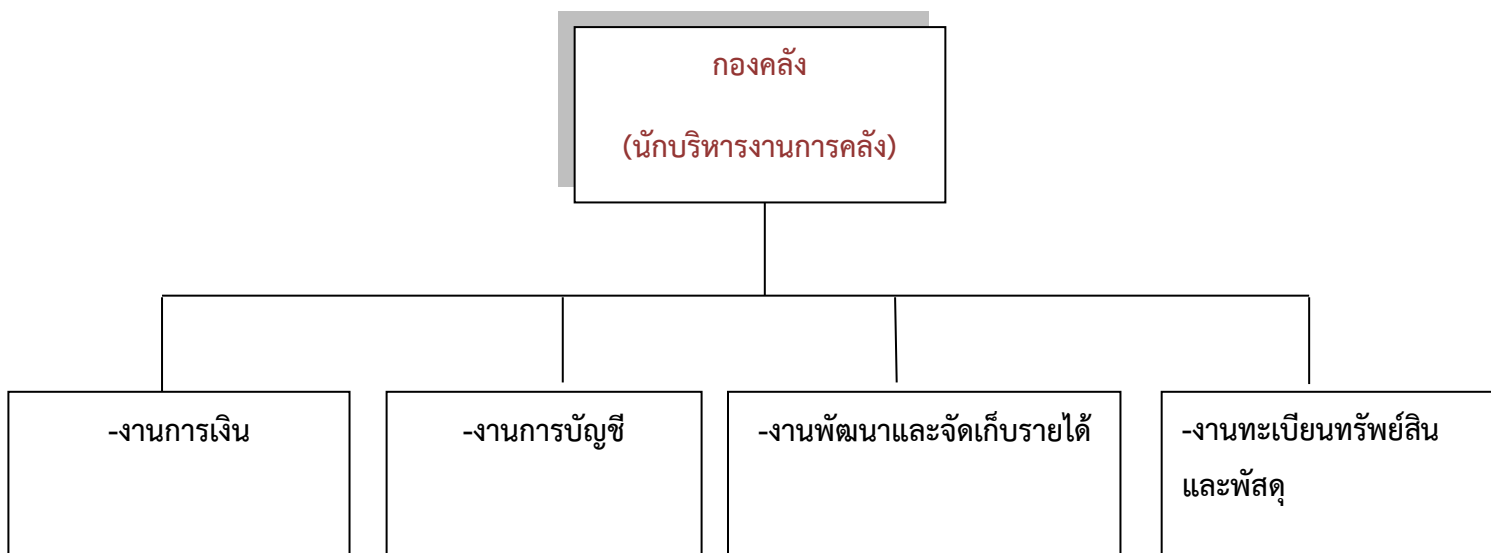 กองคลัง
(นักบริหารงานการคลัง)
-งานการเงิน
-งานการบัญชี
-งานพัฒนาและจัดเก็บรายได้
-งานทะเบียนทรัพย์สิน
และพัสดุ